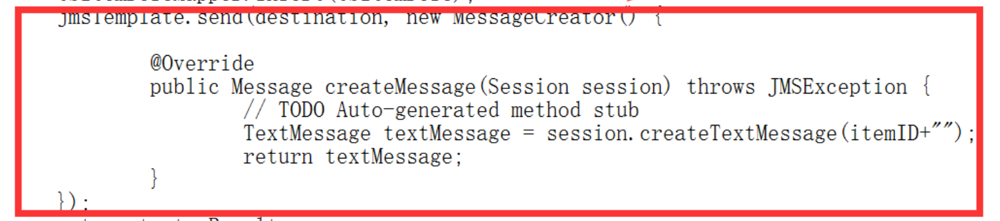 jmsTemplate.send(destination, new MessageCreator() {
@Override
public Message createMessage(Session session) throws JMSException {
// TODO Auto-generated method stub
TextMessage textMessage = session.createTextMessage(itemID+"");
return textMessage;
}
});